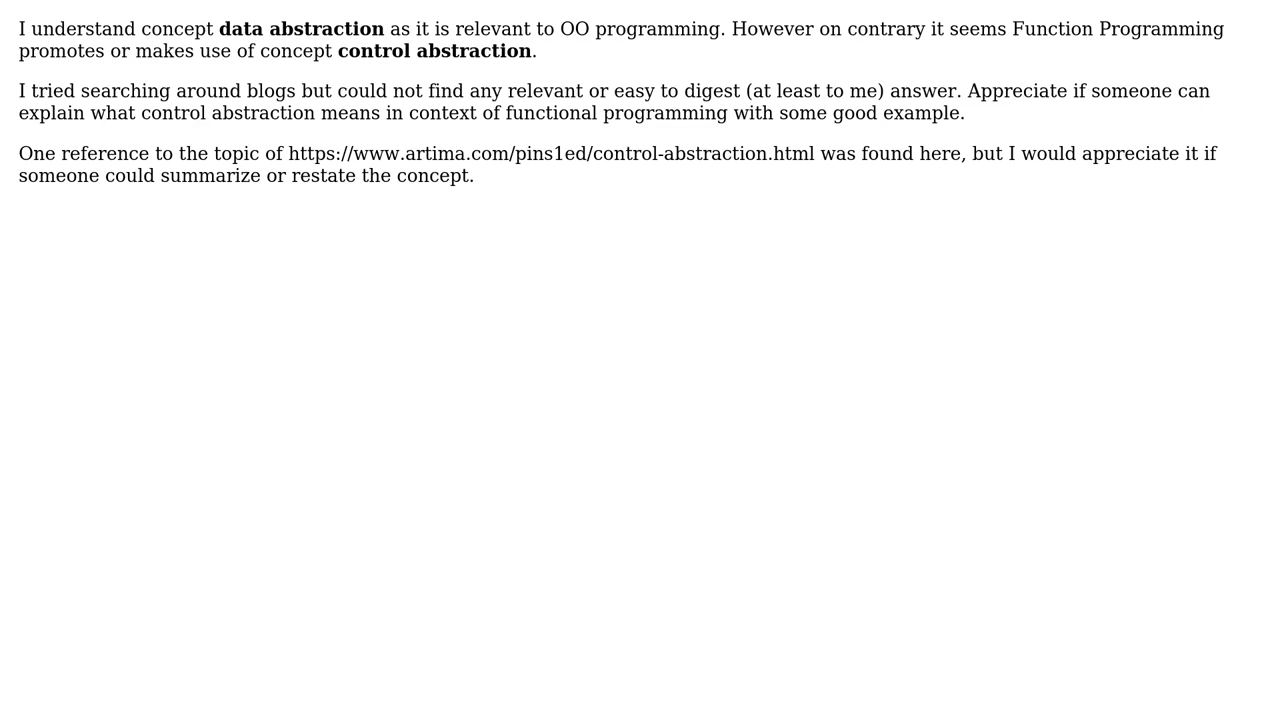 I understand concept data abstraction as it is relevant to OO programming. However on contrary it seems Function Programming
promotes or makes use of concept control abstraction.
I tried searching around blogs but could not find any relevant or easy to digest (at least to me) answer. Appreciate if someone can
explain what control abstraction means in context of functional programming with some good example.
One reference to the topic of https://www.artima.com/pins1ed/control-abstraction.html was found here, but I would appreciate it if
someone could summarize or restate the concept.